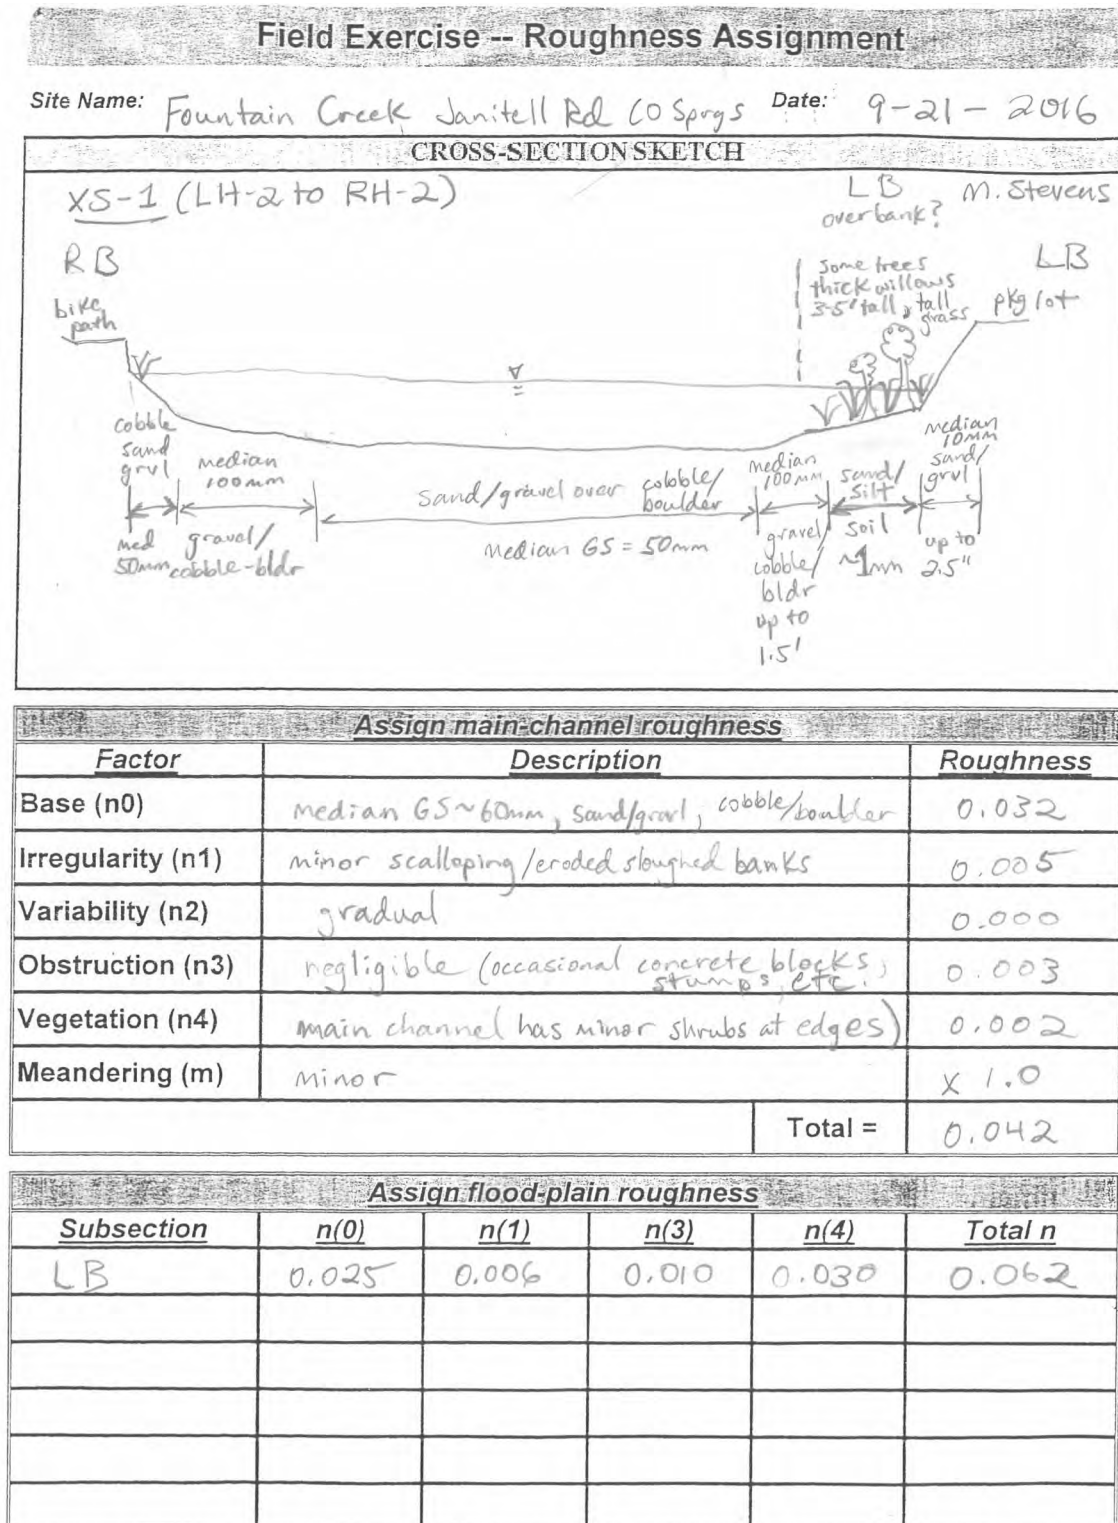 Field Exercise -- Roughness Assignment
Site Name: Fountain Creek Janitell Rd CO Sprgs Date: 9-21-2016
CROSS-SECTION SKETCH
XS-1 (LH-2 to RH-2)
LB
overbank?
M. Stevens
RB
LB
bike
path
some trees
thick willows
3-5' tall, tall
grass
pkg lot
cobble
sand
grvl
median
100mm
sand/gravel over cobble/
boulder
median
100mm
sand/
silt
median
10mm
sand/
grvl
med
50mm
gravel/
cobble-bldr
Median GS = 50mm
gravel/
cobble/
bldr
up to
1.5'
soil
~1mm
up to
2.5"
Assign main-channel roughness
Factor Description Roughness
Base (n0) median GS~60mm, sand/gravl, cobble/boulder 0.032
Irregularity (n1) minor scalloping/eroded sloughed banks 0.005
Variability (n2) gradual 0.000
Obstruction (n3) negligible (occasional concrete blocks, stumps, etc. 0.003
Vegetation (n4) main channel has minor shrubs at edges) 0.002
Meandering (m) minor x 1.0
Total = 0.042
Assign flood-plain roughness
Subsection n(0) n(1) n(3) n(4) Total n
LB 0.025 0.006 0.010 0.030 0.062